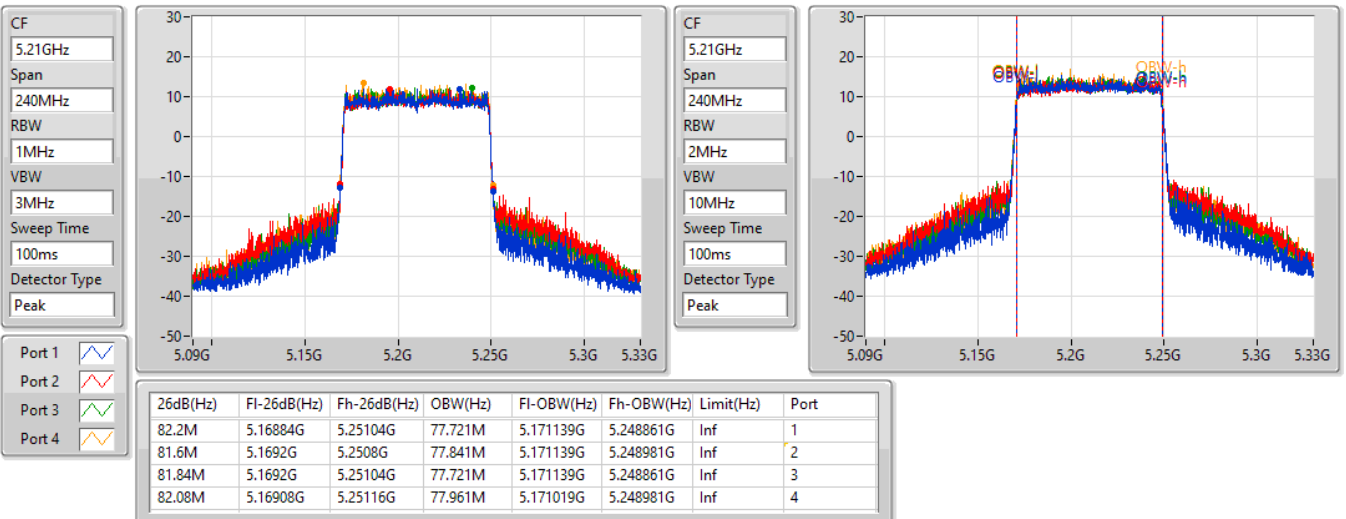 CF
5.21GHz
Span
240MHz
RBW
1MHz
VBW
3MHz
Sweep Time
100ms
Detector Type
Peak
Port 1
Port 2
Port 3
Port 4
30
20
10
0
-10
-20
-30
-40
-50
5.09G 5.15G 5.2G 5.25G 5.3G 5.33G
CF
5.21GHz
Span
240MHz
RBW
2MHz
VBW
10MHz
Sweep Time
100ms
Detector Type
Peak
30
20
10
0
-10
-20
-30
-40
-50
OBW-l
OBW-h
OBW-h
5.09G 5.15G 5.2G 5.25G 5.3G 5.33G
26dB(Hz) Fl-26dB(Hz) Fh-26dB(Hz) OBW(Hz) Fl-OBW(Hz) Fh-OBW(Hz) Limit(Hz) Port
82.2M 5.16884G 5.25104G 77.721M 5.171139G 5.248861G Inf 1
81.6M 5.1692G 5.2508G 77.841M 5.171139G 5.248981G Inf 2
81.84M 5.1692G 5.25104G 77.721M 5.171139G 5.248861G Inf 3
82.08M 5.16908G 5.25116G 77.961M 5.171019G 5.248981G Inf 4